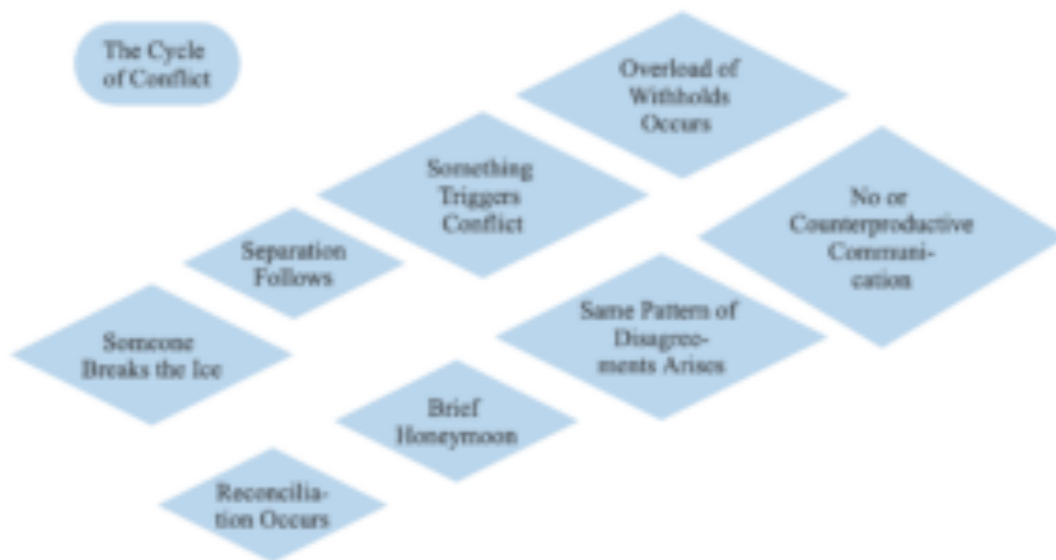 The Cycle
of Conflict
Overload of
Withholds
Occurs
Something
Triggers
Conflict
No or
Counterproductive
Communi-
cation
Separation
Follows
Same Pattern of
Disagree-
ments Arises
Someone
Breaks the Ice
Brief
Honeymoon
Reconcilia-
tion Occurs